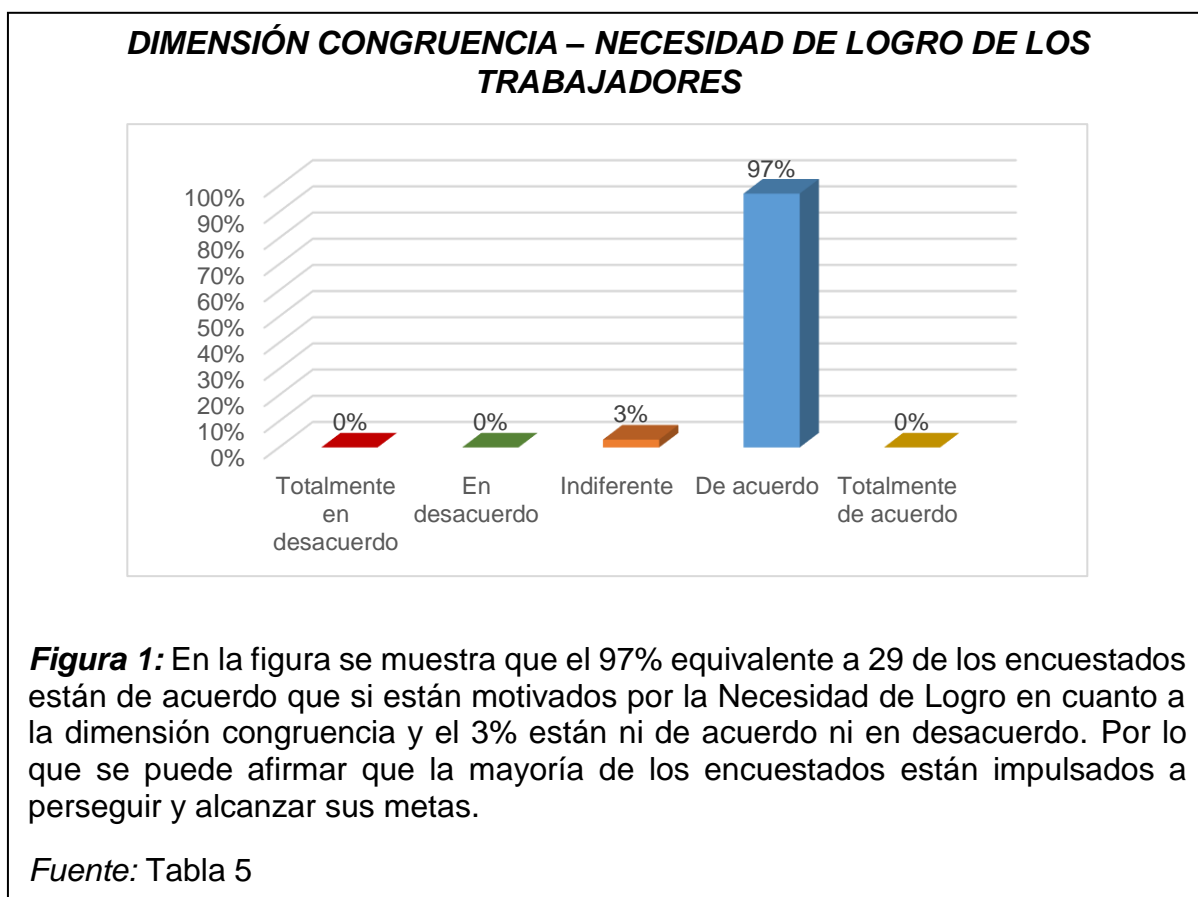 DIMENSIÓN CONGRUENCIA – NECESIDAD DE LOGRO DE LOS
TRABAJADORES
97%
100%
90%
80%
70%
60%
50%
40%
30%
20%
10%
0%
0%
0%
3%
0%
Totalmente
en
desacuerdo
En
desacuerdo
Indiferente
De acuerdo
Totalmente
de acuerdo
Figura 1: En la figura se muestra que el 97% equivalente a 29 de los encuestados
están de acuerdo que si están motivados por la Necesidad de Logro en cuanto a
la dimensión congruencia y el 3% están ni de acuerdo ni en desacuerdo. Por lo
que se puede afirmar que la mayoría de los encuestados están impulsados a
perseguir y alcanzar sus metas.
Fuente: Tabla 5